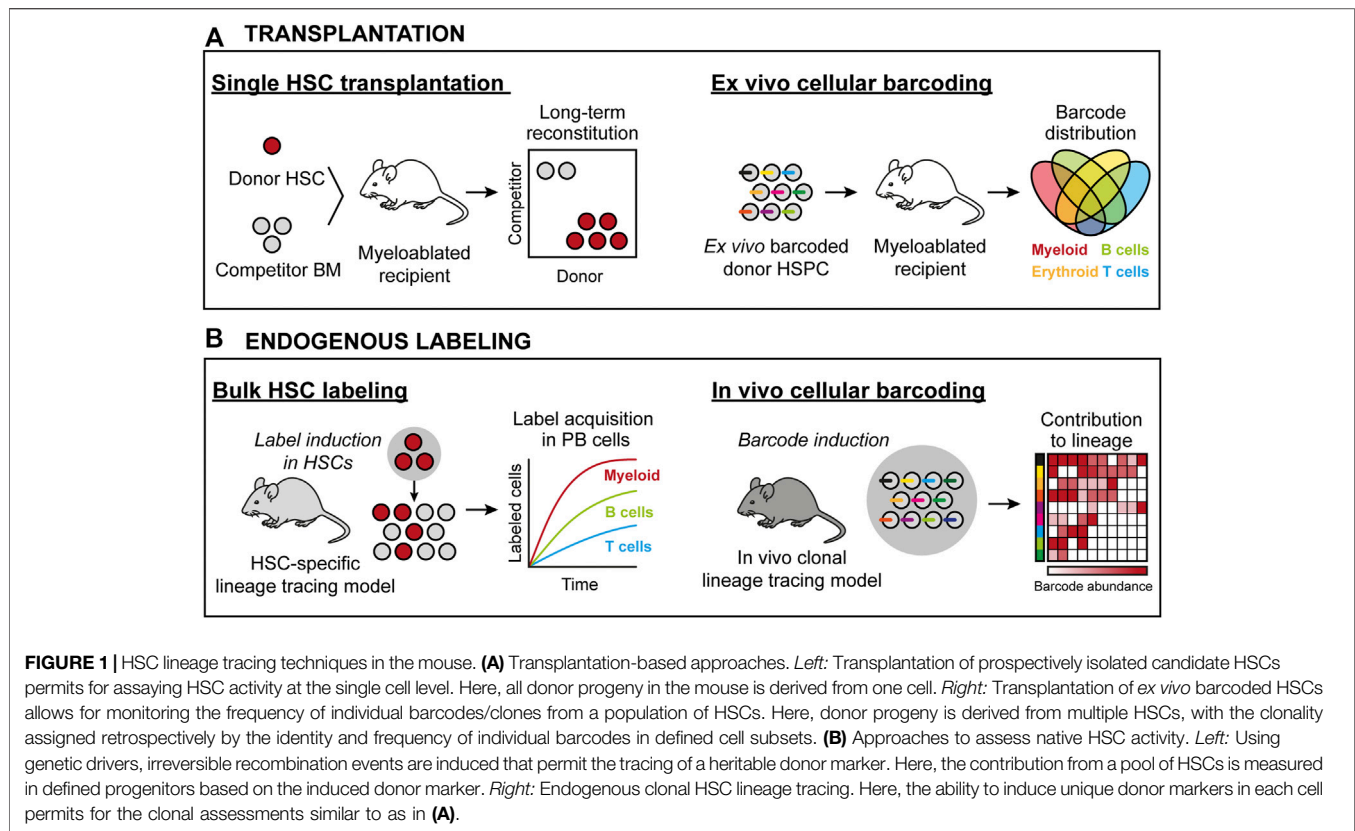 A TRANSPLANTATION
Single HSC transplantation
Donor HSC
Competitor BM
Myeloablated
recipient
Long-term
reconstitution
Competitor
Donor
Ex vivo cellular barcoding
Ex vivo barcoded
donor HSPC
Myeloablated
recipient
Barcode
distribution
Myeloid B cells
Erythroid T cells
B ENDOGENOUS LABELING
Bulk HSC labeling
Label induction
in HSCs
HSC-specific
lineage tracing model
Label acquisition
in PB cells
Labeled cells
Myeloid
B cells
T cells
Time
In vivo cellular barcoding
Barcode induction
In vivo clonal
lineage tracing model
Contribution
to lineage
Barcode abundance
FIGURE 1 | HSC lineage tracing techniques in the mouse. (A) Transplantation-based approaches. Left: Transplantation of prospectively isolated candidate HSCs
permits for assaying HSC activity at the single cell level. Here, all donor progeny in the mouse is derived from one cell. Right: Transplantation of ex vivo barcoded HSCs
allows for monitoring the frequency of individual barcodes/clones from a population of HSCs. Here, donor progeny is derived from multiple HSCs, with the clonality
assigned retrospectively by the identity and frequency of individual barcodes in defined cell subsets. (B) Approaches to assess native HSC activity. Left: Using
genetic drivers, irreversible recombination events are induced that permit the tracing of a heritable donor marker. Here, the contribution from a pool of HSCs is measured
in defined progenitors based on the induced donor marker. Right: Endogenous clonal HSC lineage tracing. Here, the ability to induce unique donor markers in each cell
permits for the clonal assessments similar to as in (A).